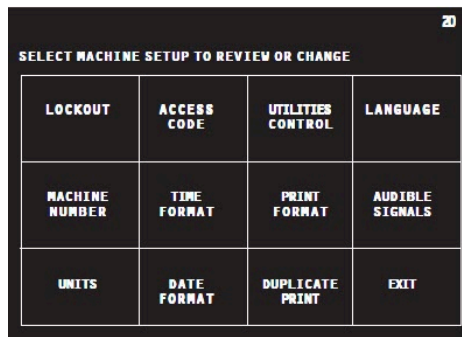 20
SELECT MACHINE SETUP TO REVIEW OR CHANGE
LOCKOUT
ACCESS
CODE
UTILITIES
CONTROL
LANGUAGE
MACHINE
NUMBER
TIME
FORMAT
PRINT
FORMAT
AUDIBLE
SIGNALS
UNITS
DATE
FORMAT
DUPLICATE
PRINT
EXIT